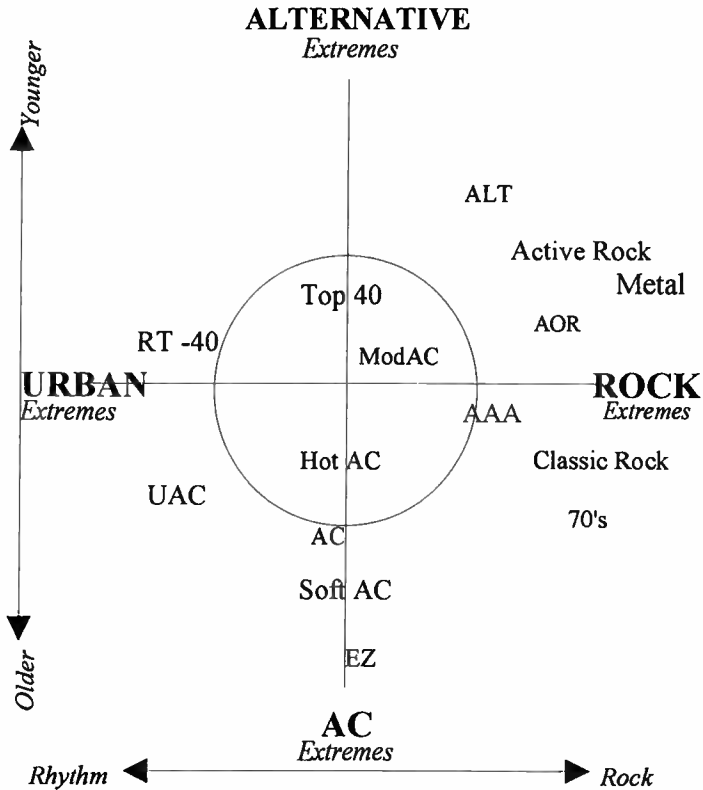 ALTERNATIVE
Extremes
Younger
ALT
Active Rock
Metal
Top 40
AOR
RT -40
ModAC
URBAN
Extremes
ROCK
Extremes
AAA
Hot AC
Classic Rock
UAC
70's
AC
Soft AC
EZ
Older
AC
Extremes
Rhythm
Rock